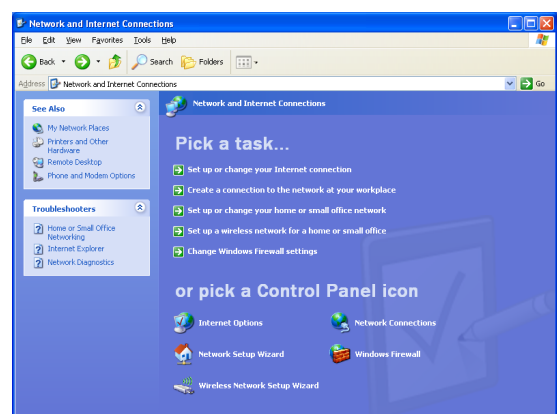 Network and Internet Connections
File Edit View Favorites Tools Help
Back Search Folders
Address Network and Internet Connections Go
See Also
My Network Places
Printers and Other
Hardware
Remote Desktop
Phone and Modem Options
Troubleshooters
Home or Small Office
Networking
Internet Explorer
Network Diagnostics
Network and Internet Connections
Pick a task...
Set up or change your Internet connection
Create a connection to the network at your workplace
Set up or change your home or small office network
Set up a wireless network for a home or small office
Change Windows Firewall settings
or pick a Control Panel icon
Internet Options
Network Connections
Network Setup Wizard
Windows Firewall
Wireless Network Setup Wizard